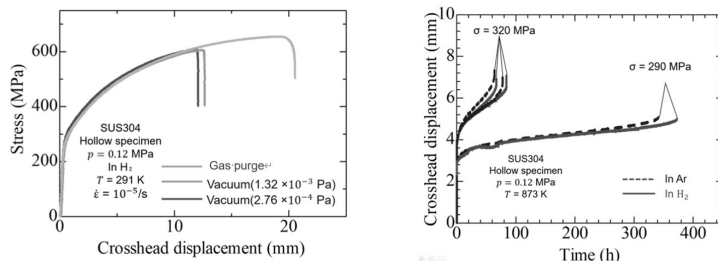 600
400
200
0
0
10
20
Stress (MPa)
Crosshead displacement (mm)
SUS304
Hollow specimen
p = 0.12 MPa
In H₂
T = 291 K
ε̇ = 10⁻⁵/s
Gas·purge↵
Vacuum(1.32 ×10⁻³ Pa)
Vacuum(2.76 ×10⁻⁴ Pa)
10
8
6
4
2
0
0
100
200
300
400
Crosshead displacement (mm)
Time (h)
σ = 320 MPa
σ = 290 MPa
SUS304
Hollow specimen
p = 0.12 MPa
T = 873 K
In Ar
In H₂